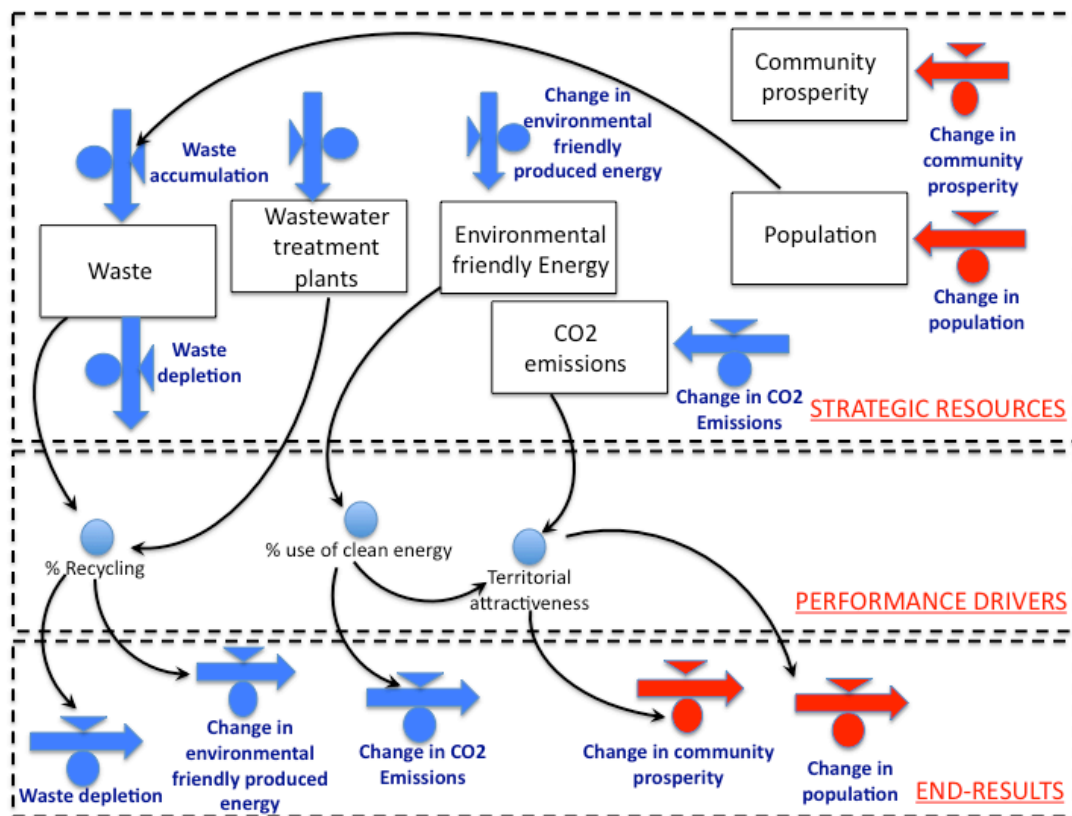 Community
prosperity
Change in
community
prosperity
Change in
environmental
friendly
produced energy
Waste
accumulation
Wastewater
treatment
plants
Environmental
friendly Energy
Population
Change in
population
Waste
Waste
depletion
CO2
emissions
Change in CO2
Emissions
STRATEGIC RESOURCES
% Recycling
% use of clean energy
Territorial
attractiveness
PERFORMANCE DRIVERS
Waste depletion
Change in
environmental
friendly produced
energy
Change in CO2
Emissions
Change in community
prosperity
Change in
population
END-RESULTS